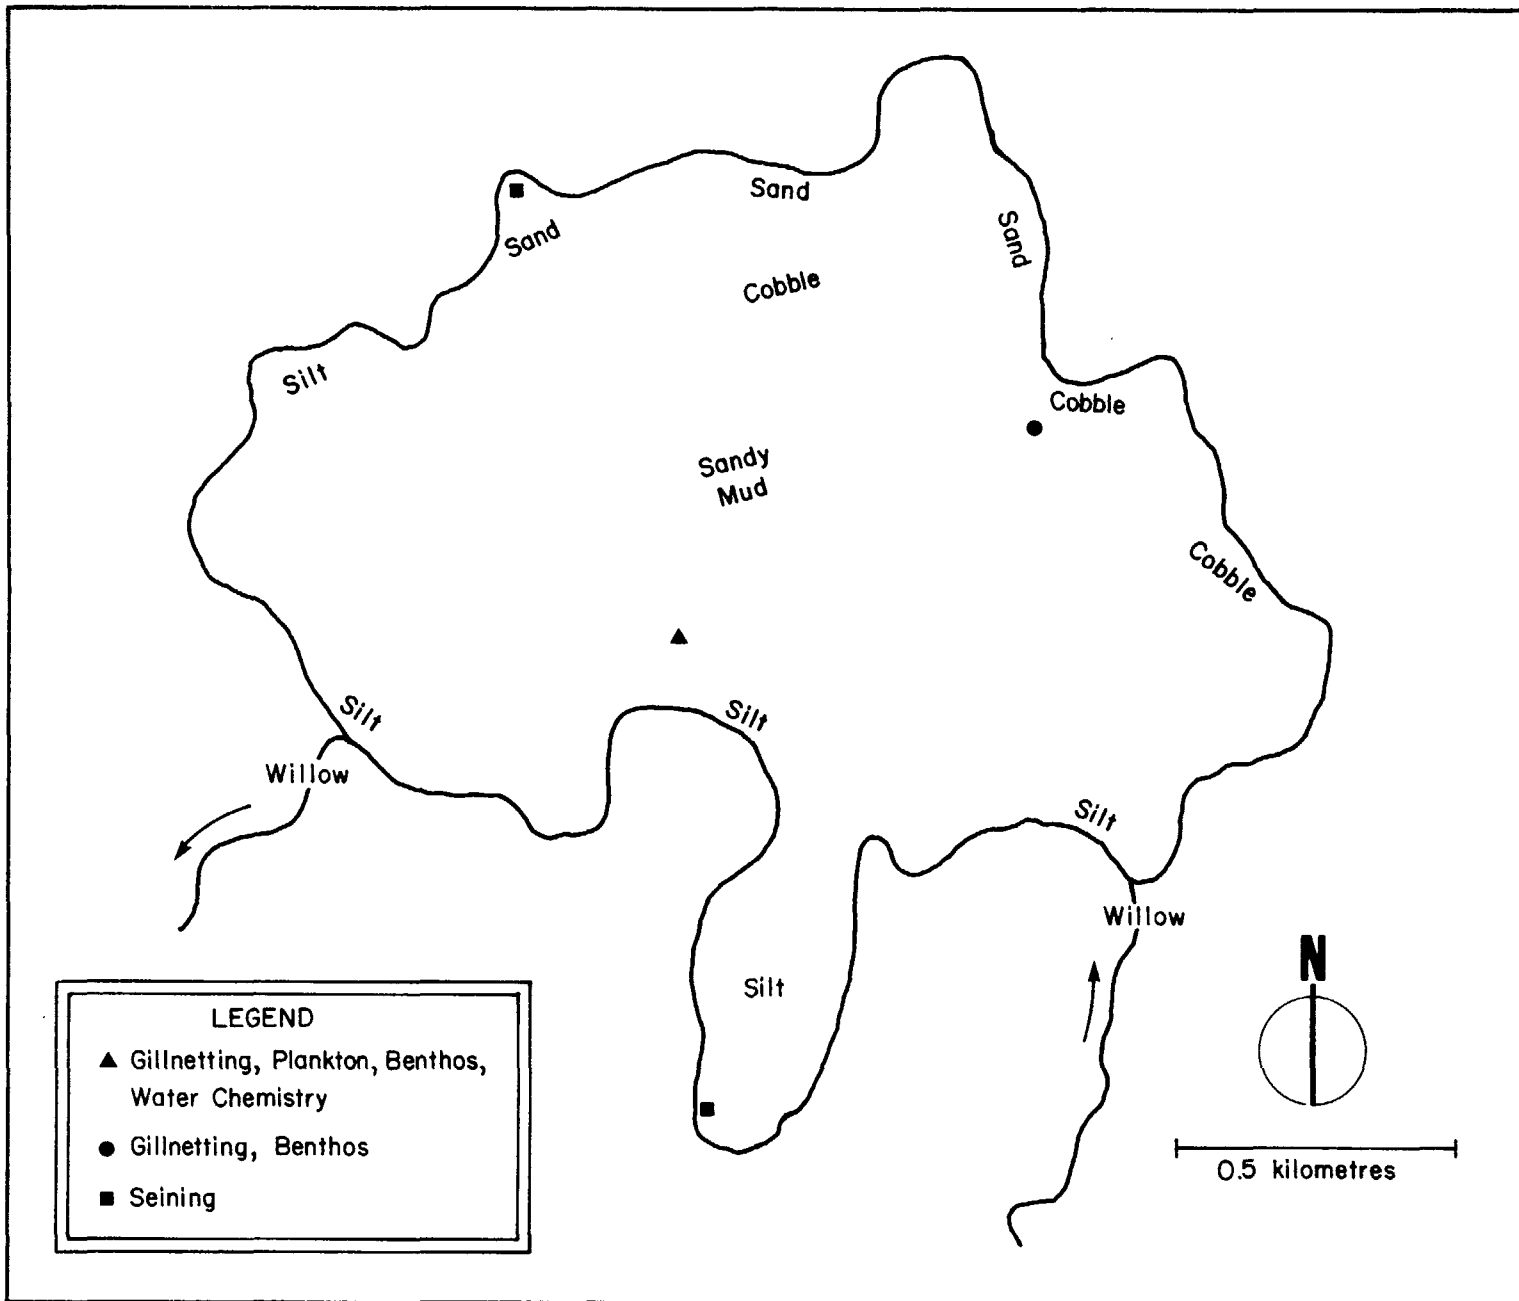 Sand
Sand
Sand
Cobble
Silt
Cobble
Sandy
Mud
Cobble
Silt
Silt
Willow
Silt
Willow
Silt
N
LEGEND
Gillnetting, Plankton, Benthos,
Water Chemistry
Gillnetting, Benthos
Seining
0.5 kilometres